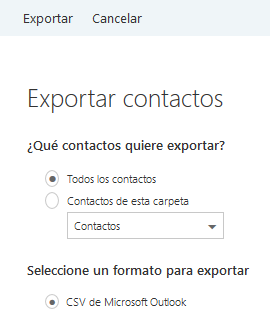 Exportar Cancelar
Exportar contactos
¿Qué contactos quiere exportar?
Todos los contactos
Contactos de esta carpeta
Contactos
Seleccione un formato para exportar
CSV de Microsoft Outlook